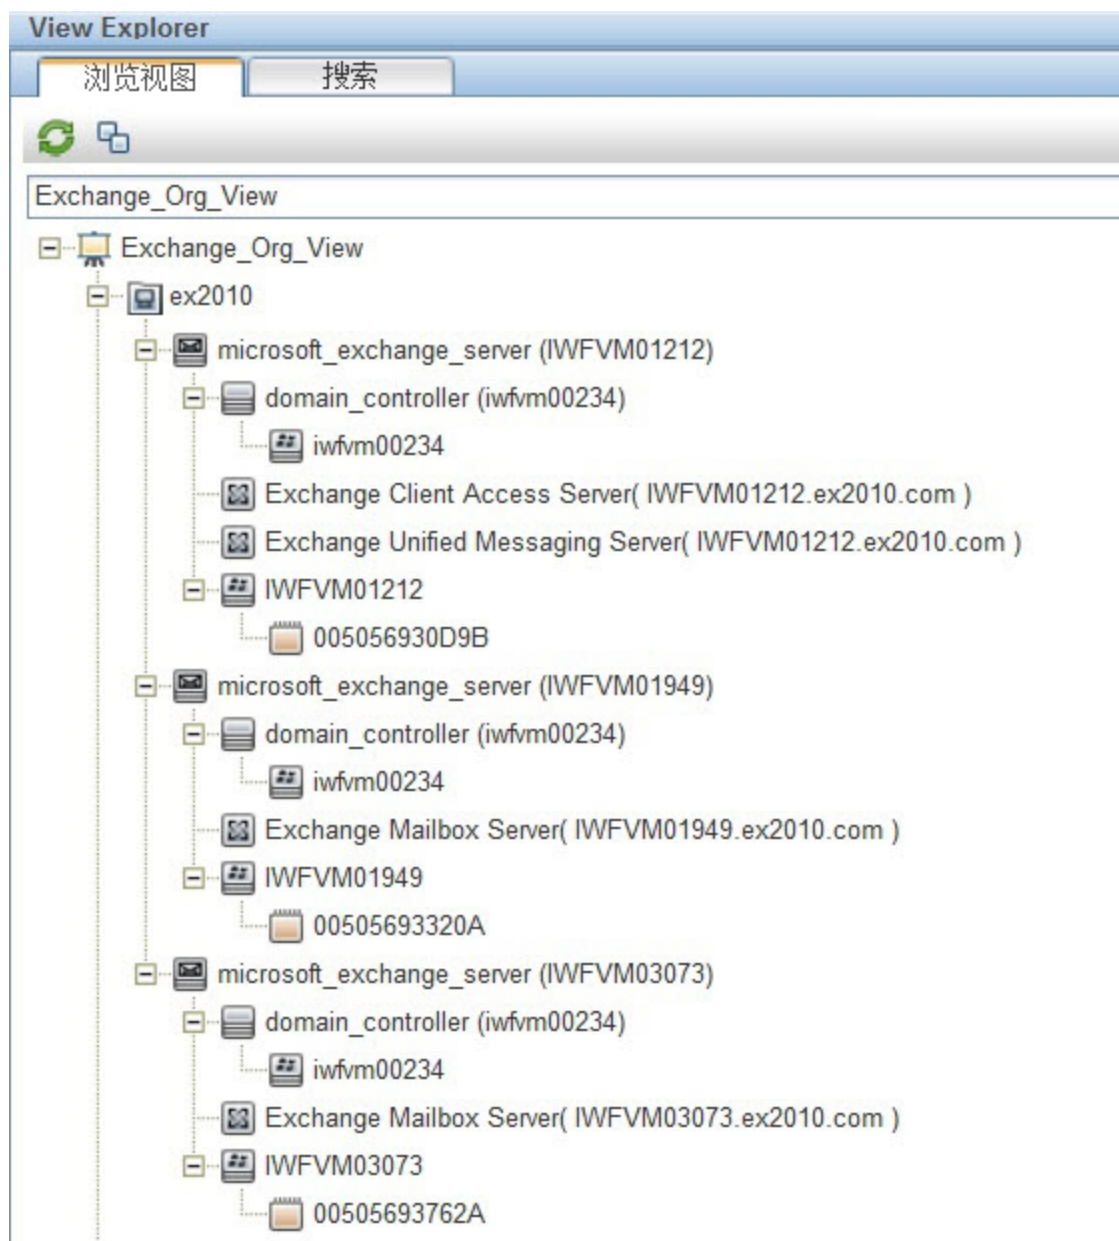 View Explorer
浏览视图 搜索
Exchange_Org_View
Exchange_Org_View
ex2010
microsoft_exchange_server (IWFVM01212)
domain_controller (iwfvm00234)
iwfvm00234
Exchange Client Access Server( IWFVM01212.ex2010.com )
Exchange Unified Messaging Server( IWFVM01212.ex2010.com )
IWFVM01212
005056930D9B
microsoft_exchange_server (IWFVM01949)
domain_controller (iwfvm00234)
iwfvm00234
Exchange Mailbox Server( IWFVM01949.ex2010.com )
IWFVM01949
00505693320A
microsoft_exchange_server (IWFVM03073)
domain_controller (iwfvm00234)
iwfvm00234
Exchange Mailbox Server( IWFVM03073.ex2010.com )
IWFVM03073
00505693762A